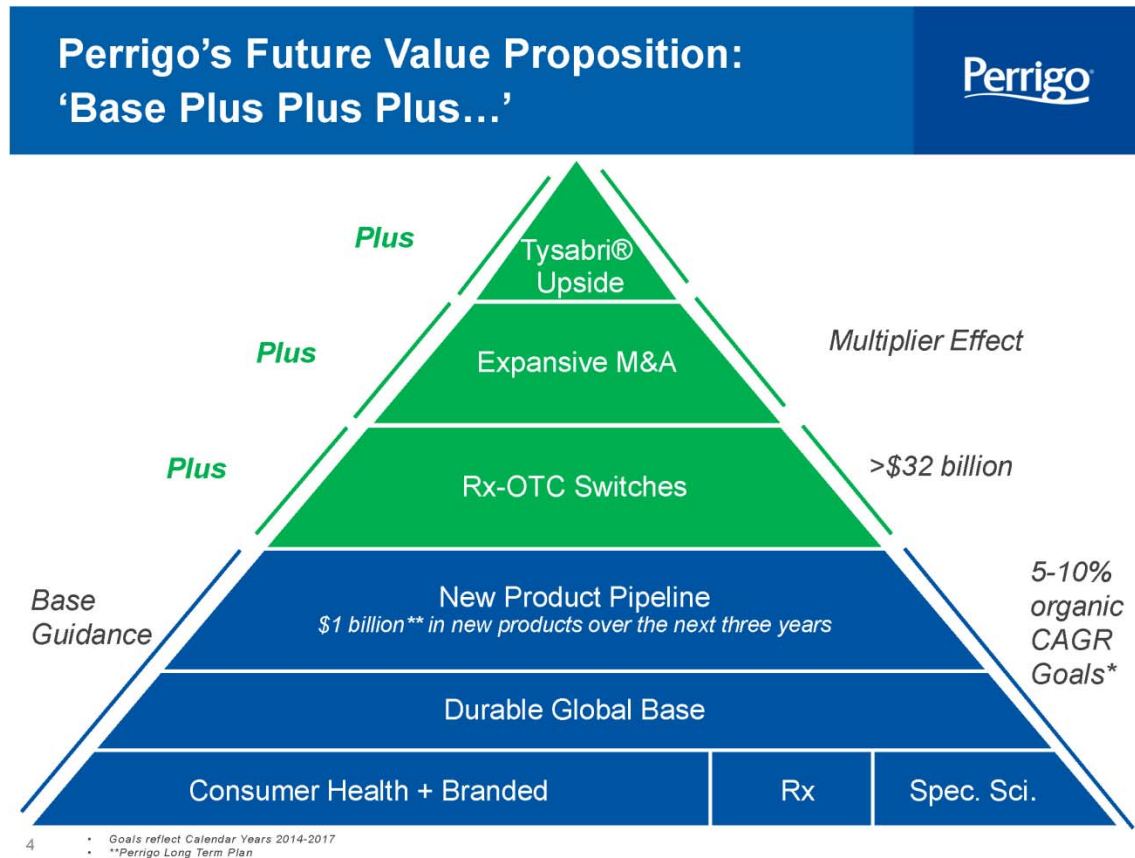 Perrigo's Future Value Proposition:
'Base Plus Plus Plus…'
Perrigo®
Plus
Tysabri®
Upside
Plus
Expansive M&A
Multiplier Effect
Plus
Rx-OTC Switches
>$32 billion
Base
Guidance
New Product Pipeline
$1 billion** in new products over the next three years
5-10%
organic
CAGR
Goals*
Durable Global Base
Consumer Health + Branded
Rx
Spec. Sci.
4
• Goals reflect Calendar Years 2014-2017
• **Perrigo Long Term Plan